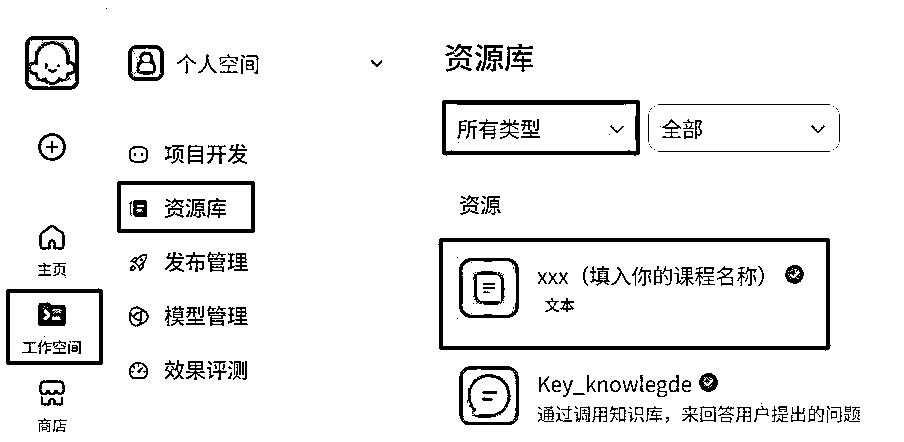 个人空间
项目开发
资源库
发布管理
模型管理
效果评测
主页
工作空间
商店
资源库
所有类型
全部
资源
xxx（填入你的课程名称）
文本
Key_knowlegde
通过调用知识库，来回答用户提出的问题